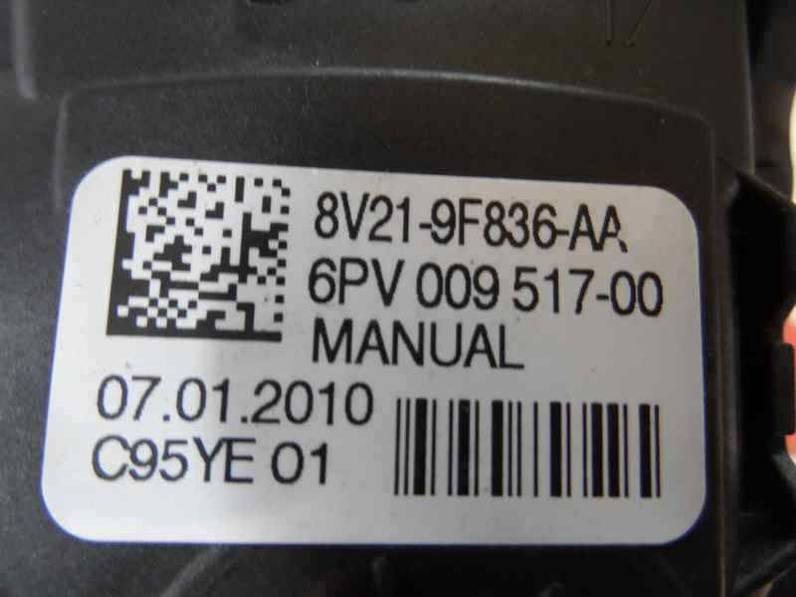 8V21-9F836-AA
6PV 009 517-00
MANUAL
07.01.2010
C95YE 01